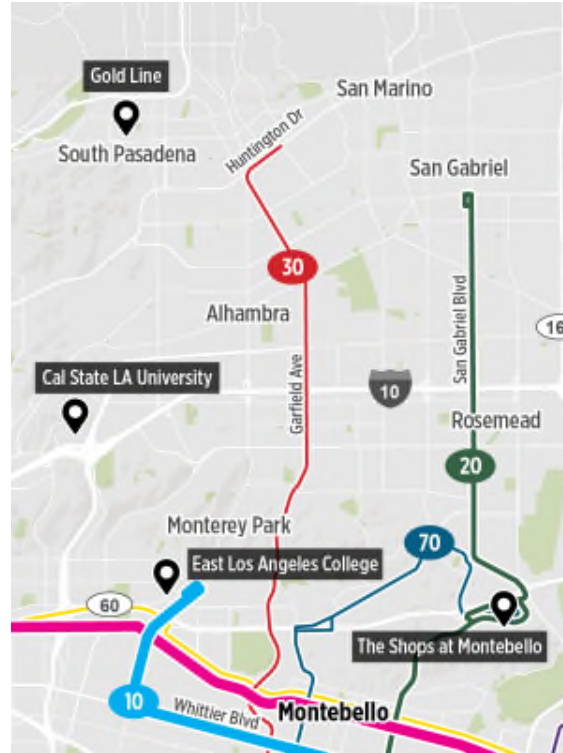 Gold Line
San Marino
Huntington Dr
South Pasadena
San Gabriel
30
Alhambra
San Gabriel Blvd
16
Garfield Ave
Cal State LA University
10
Rosemead
20
Monterey Park
70
East Los Angeles College
60
The Shops at Montebello
10
Whittier Blvd
Montebello